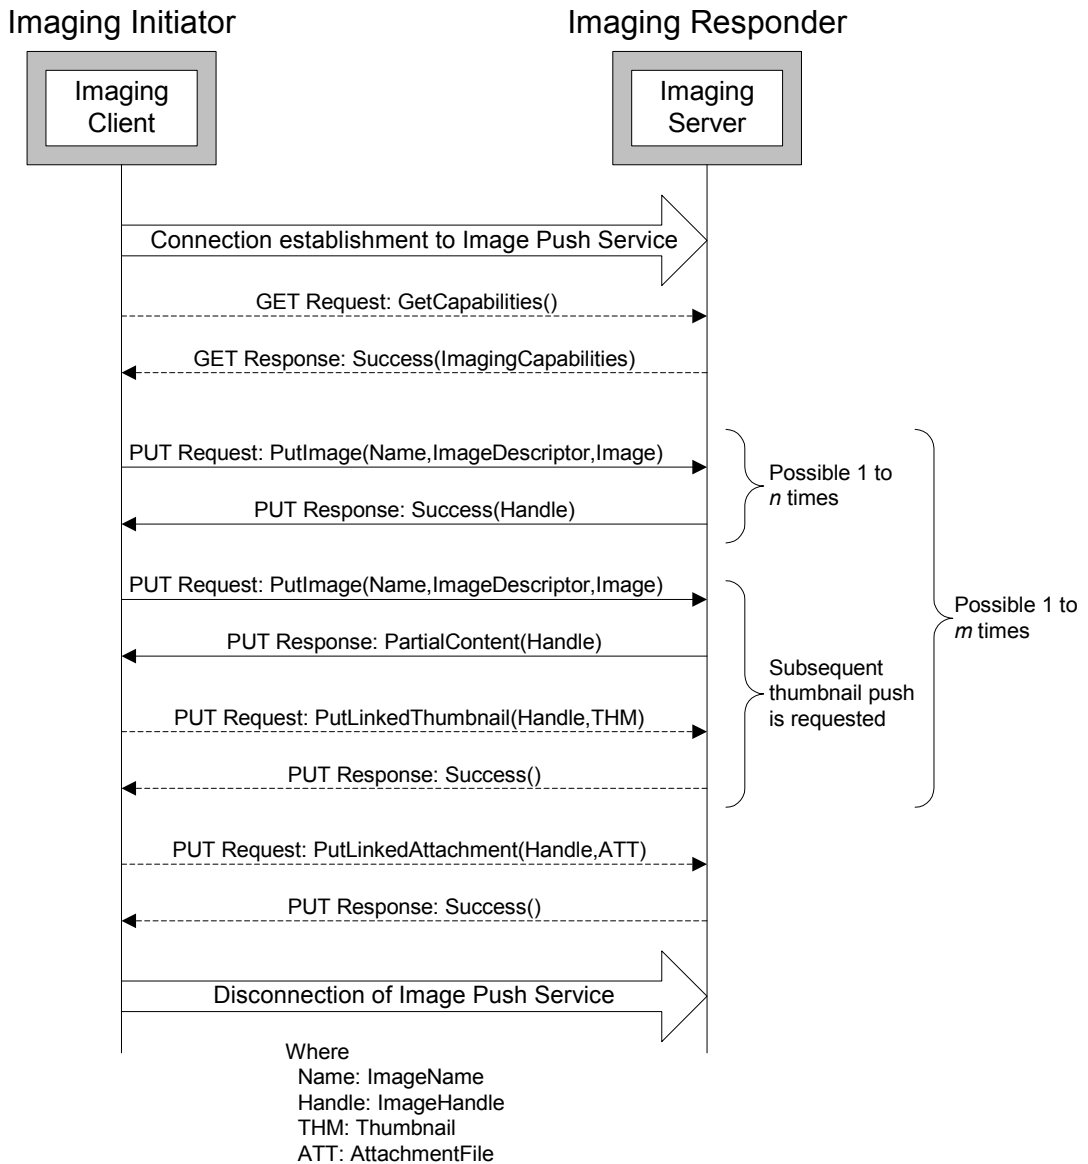 Imaging Initiator
Imaging Responder
Imaging
Client
Imaging
Server
Connection establishment to Image Push Service
GET Request: GetCapabilities()
GET Response: Success(ImagingCapabilities)
PUT Request: PutImage(Name,ImageDescriptor,Image)
PUT Response: Success(Handle)
Possible 1 to
n times
PUT Request: PutImage(Name,ImageDescriptor,Image)
PUT Response: PartialContent(Handle)
PUT Request: PutLinkedThumbnail(Handle,THM)
PUT Response: Success()
Subsequent
thumbnail push
is requested
Possible 1 to
m times
PUT Request: PutLinkedAttachment(Handle,ATT)
PUT Response: Success()
Disconnection of Image Push Service
Where
Name: ImageName
Handle: ImageHandle
THM: Thumbnail
ATT: AttachmentFile